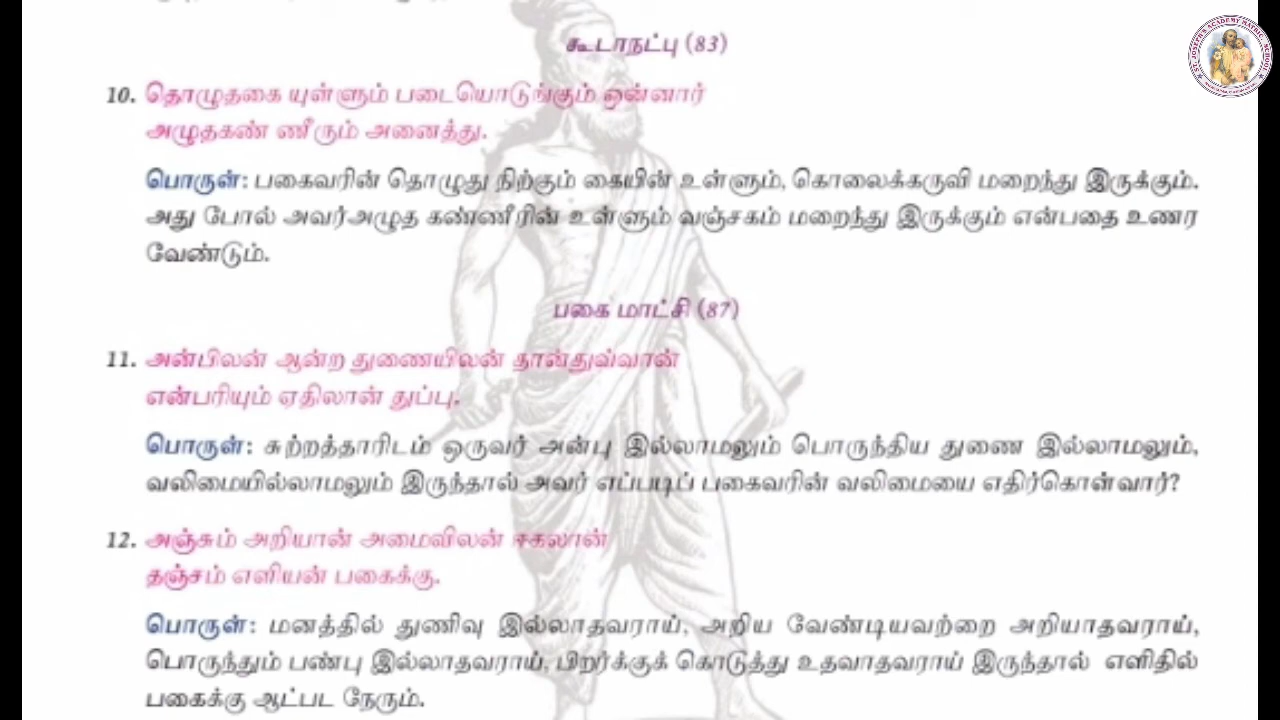 கூடாநட்பு (83)
10. தொழுதகை யுள்ளும் படையொடுங்கும் ஒன்னார்
அழுதகண் ணீரும் அனைத்து.
பொருள்: பகைவரின் தொழுது நிற்கும் கையின் உள்ளும், கொலைக்கருவி மறைந்து இருக்கும்.
அது போல் அவர்அழுத கண்ணீரின் உள்ளும் வஞ்சகம் மறைந்து இருக்கும் என்பதை உணர
வேண்டும்.
பகை மாட்சி (87)
11. அன்பிலன் ஆன்ற துணையிலன் தான்துவ்வான்
என்பரியும் ஏதிலான் துப்பு.
பொருள்: சுற்றத்தாரிடம் ஒருவர் அன்பு இல்லாமலும் பொருந்திய துணை இல்லாமலும்,
வலிமையில்லாமலும் இருந்தால் அவர் எப்படிப் பகைவரின் வலிமையை எதிர்கொள்வார்?
12. அஞ்சும் அறியான் அமைவிலன் ஈகலான்
தஞ்சம் எளியன் பகைக்கு.
பொருள்: மனத்தில் துணிவு இல்லாதவராய், அறிய வேண்டியவற்றை அறியாதவராய்,
பொருந்தும் பண்பு இல்லாதவராய், பிறர்க்குக் கொடுத்து உதவாதவராய் இருந்தால் எளிதில்
பகைக்கு ஆட்பட நேரும்.